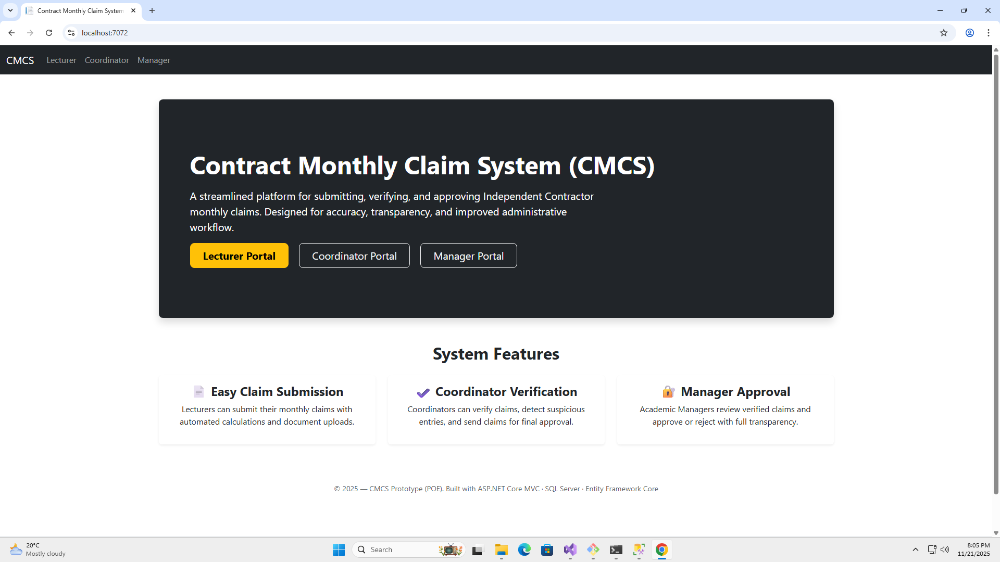 Contract Monthly Claim System
localhost:7072
CMCS Lecturer Coordinator Manager
Contract Monthly Claim System (CMCS)
A streamlined platform for submitting, verifying, and approving Independent Contractor
monthly claims. Designed for accuracy, transparency, and improved administrative
workflow.
Lecturer Portal Coordinator Portal Manager Portal
System Features
Easy Claim Submission
Lecturers can submit their monthly claims with
automated calculations and document uploads.
Coordinator Verification
Coordinators can verify claims, detect suspicious
entries, and send claims for final approval.
Manager Approval
Academic Managers review verified claims and
approve or reject with full transparency.
© 2025 — CMCS Prototype (POE). Built with ASP.NET Core MVC · SQL Server · Entity Framework Core
20°C
Mostly cloudy
Search
8:05 PM
11/21/2025